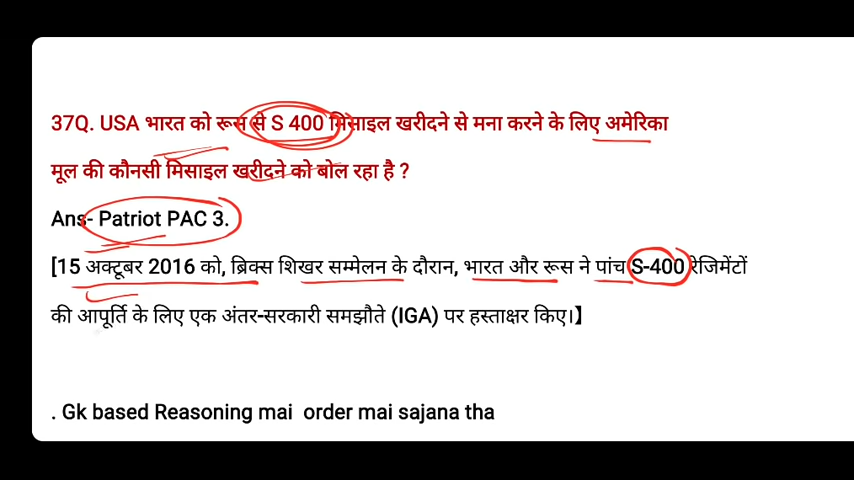 37Q. USA भारत को रूस से S 400 मिसाइल खरीदने से मना करने के लिए अमेरिका
मूल की कौनसी मिसाइल खरीदने को बोल रहा है ?
Ans- Patriot PAC 3.
[15 अक्टूबर 2016 को, ब्रिक्स शिखर सम्मेलन के दौरान, भारत और रूस ने पांच S-400 रेजिमेंटों
की आपूर्ति के लिए एक अंतर-सरकारी समझौते (IGA) पर हस्ताक्षर किए।】
. Gk based Reasoning mai order mai sajana tha